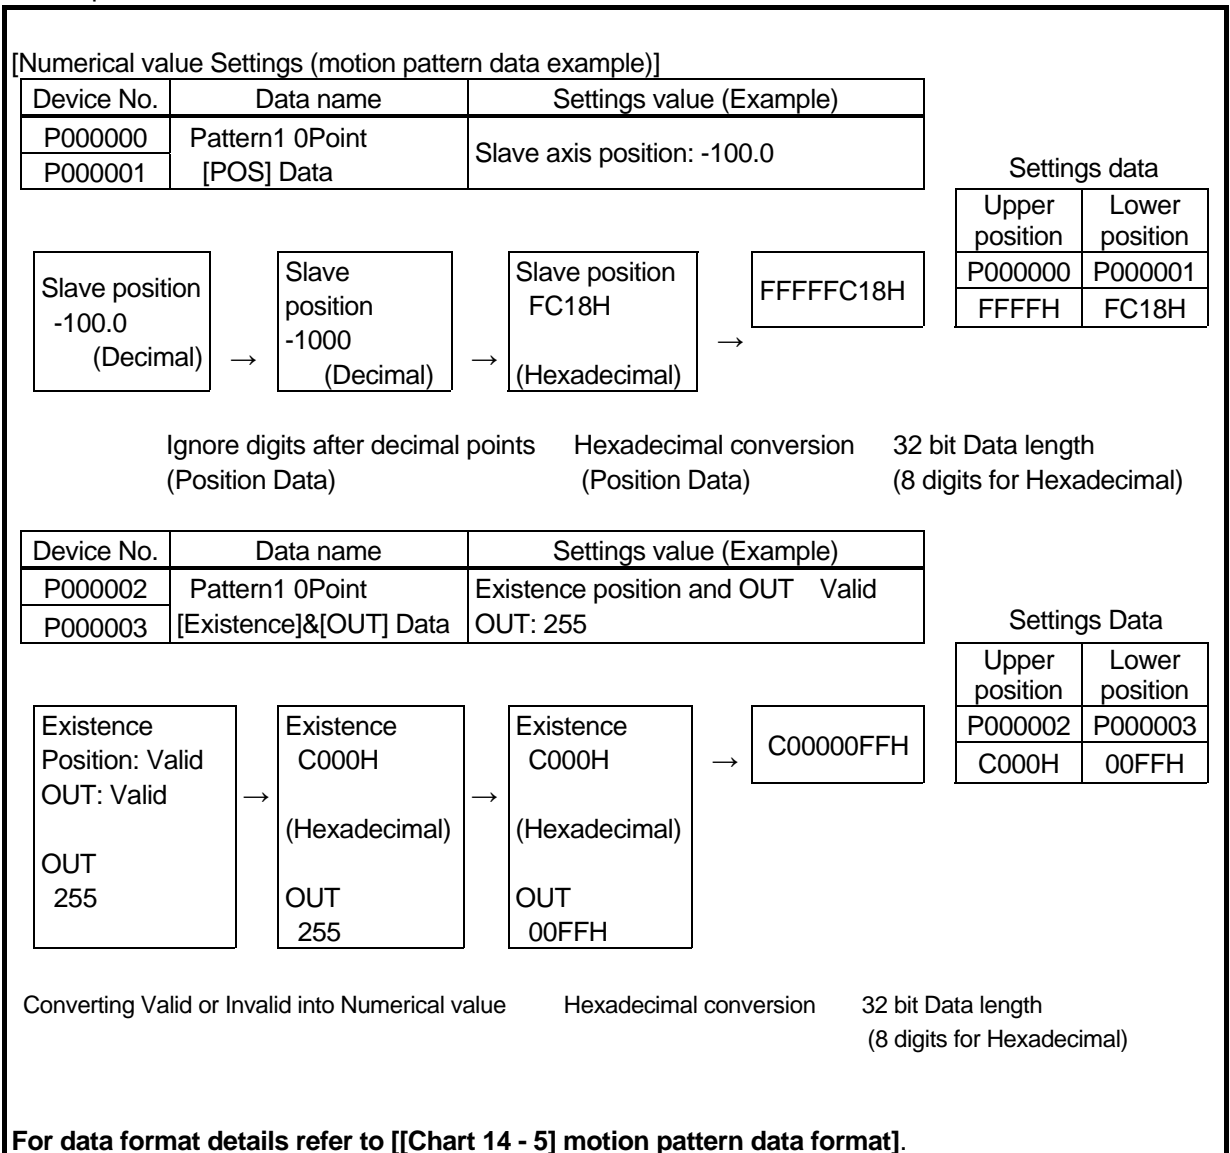 [Numerical value Settings (motion pattern data example)]
Device No. Data name Settings value (Example)
P000000 Pattern1 0Point
P000001 [POS] Data
Slave axis position: -100.0
Settings data
Upper position Lower position
P000000 P000001
FFFFH FC18H
Slave position
-100.0
(Decimal)
→
Slave
position
-1000
(Decimal)
→
Slave position
FC18H
(Hexadecimal)
→
FFFFFC18H
Ignore digits after decimal points Hexadecimal conversion 32 bit Data length
(Position Data) (Position Data) (8 digits for Hexadecimal)
Device No. Data name Settings value (Example)
P000002 Pattern1 0Point Existence position and OUT Valid
P000003 [Existence]&[OUT] Data OUT: 255
Settings Data
Upper position Lower position
P000002 P000003
C000H 00FFH
Existence
Position: Valid
OUT: Valid
OUT
255
→
Existence
C000H
(Hexadecimal)
OUT
255
→
Existence
C000H
(Hexadecimal)
OUT
00FFH
→
C00000FFH
Converting Valid or Invalid into Numerical value Hexadecimal conversion 32 bit Data length
(8 digits for Hexadecimal)
For data format details refer to [[Chart 14 - 5] motion pattern data format].